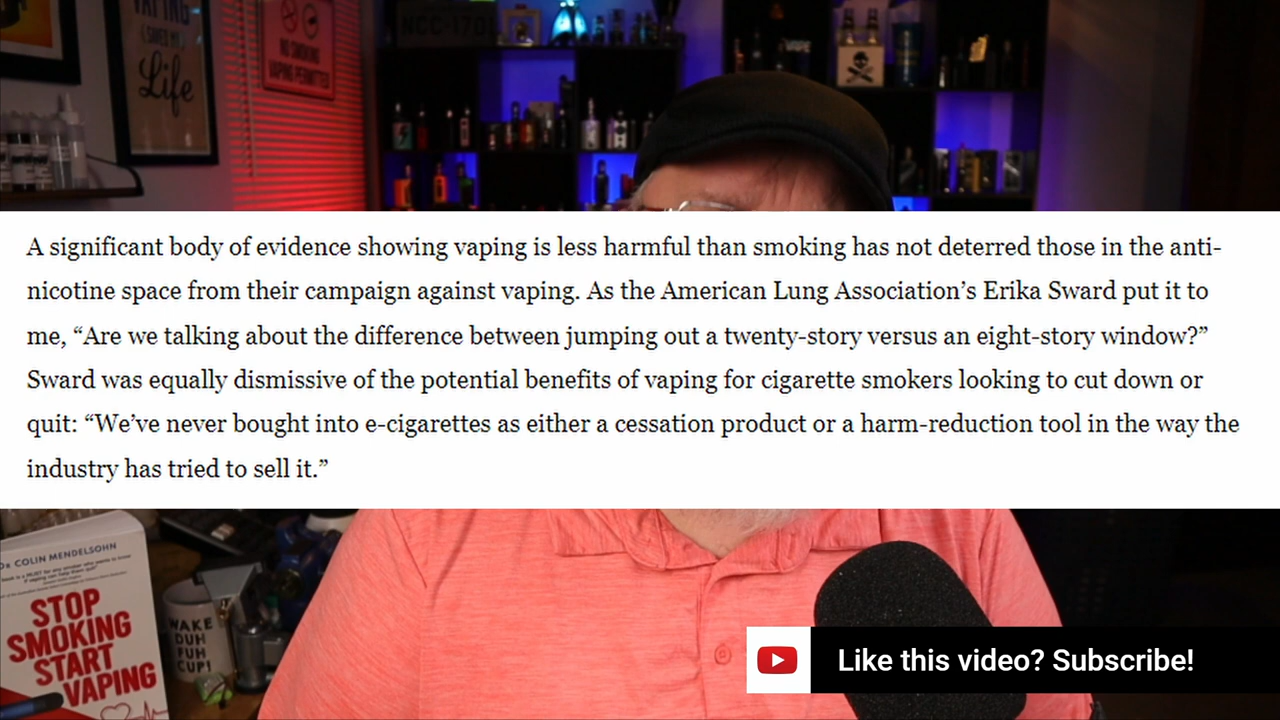 NCC-1701
VAPING
SAVED MY
Life
NO SMOKING
VAPING PERMITTED
VAPE
A significant body of evidence showing vaping is less harmful than smoking has not deterred those in the anti-
nicotine space from their campaign against vaping. As the American Lung Association’s Erika Sward put it to
me, “Are we talking about the difference between jumping out a twenty-story versus an eight-story window?”
Sward was equally dismissive of the potential benefits of vaping for cigarette smokers looking to cut down or
quit: “We’ve never bought into e-cigarettes as either a cessation product or a harm-reduction tool in the way the
industry has tried to sell it.”
Dr COLIN MENDELSOHN
STOP
SMOKING
START
VAPING
WAKE
DUH
FUH
CUP!
Like this video? Subscribe!